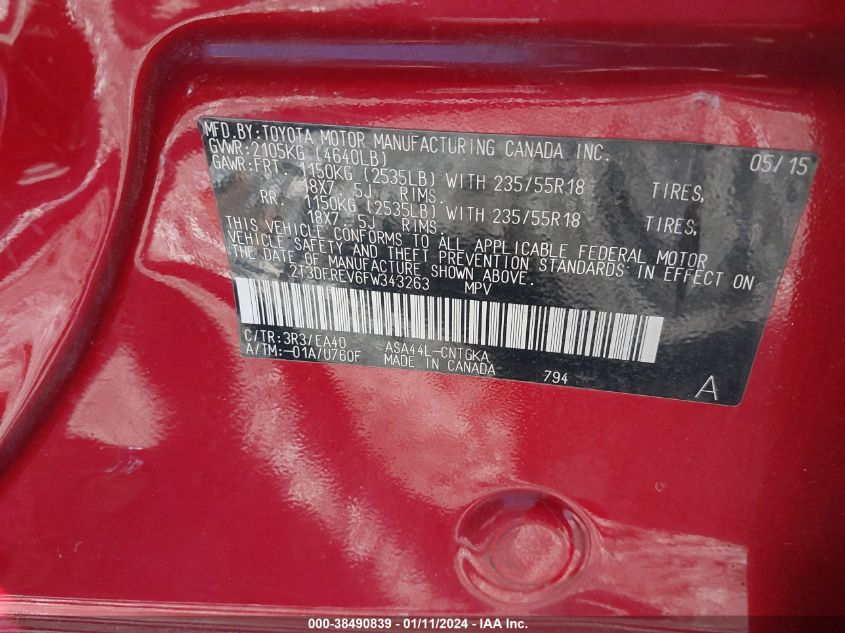 MFD.BY:TOYOTA MOTOR MANUFACTURING CANADA INC. 05/15
GVWR:2105KG (4640LB)
GAWR:FRT. 1150KG (2535LB) WITH 235/55R18 TIRES,
18X7 5J RIMS.
RR. 1150KG (2535LB) WITH 235/55R18 TIRES,
18X7 5J RIMS.
THIS VEHICLE CONFORMS TO ALL APPLICABLE FEDERAL MOTOR
VEHICLE SAFETY AND THEFT PREVENTION STANDARDS IN EFFECT ON
THE DATE OF MANUFACTURE SHOWN ABOVE.
2T3DFREV6FW343263 MPV
C/TR:3R3/EA40 ASA44L-CNTGKA
A/TM:-01A/U760F MADE IN CANADA 794 A
000-38490839 - 01/11/2024 - IAA Inc.